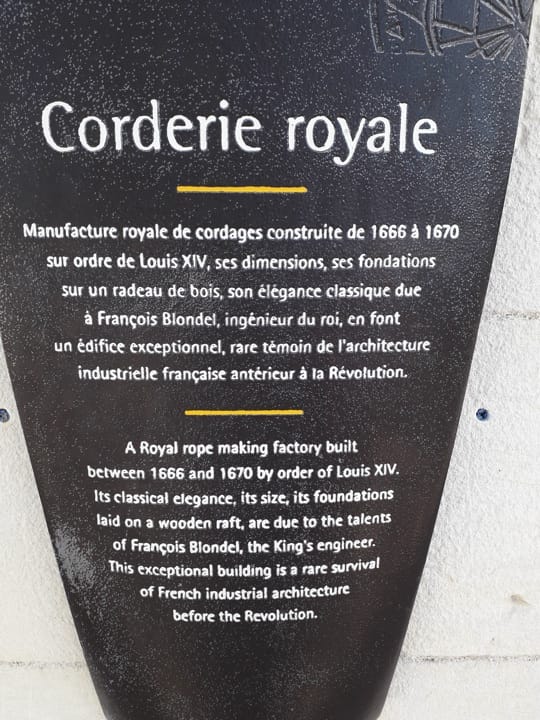 Corderie royale
Manufacture royale de cordages construite de 1666 à 1670
sur ordre de Louis XIV, ses dimensions, ses fondations
sur un radeau de bois, son élégance classique due
à François Blondel, ingénieur du roi, en font
un édifice exceptionnel, rare témoin de l'architecture
industrielle française antérieur à la Révolution.
A Royal rope making factory built
between 1666 and 1670 by order of Louis XIV.
Its classical elegance, its size, its foundations
laid on a wooden raft, are due to the talents
of François Blondel, the King's engineer.
This exceptional building is a rare survival
of French industrial architecture
before the Revolution.